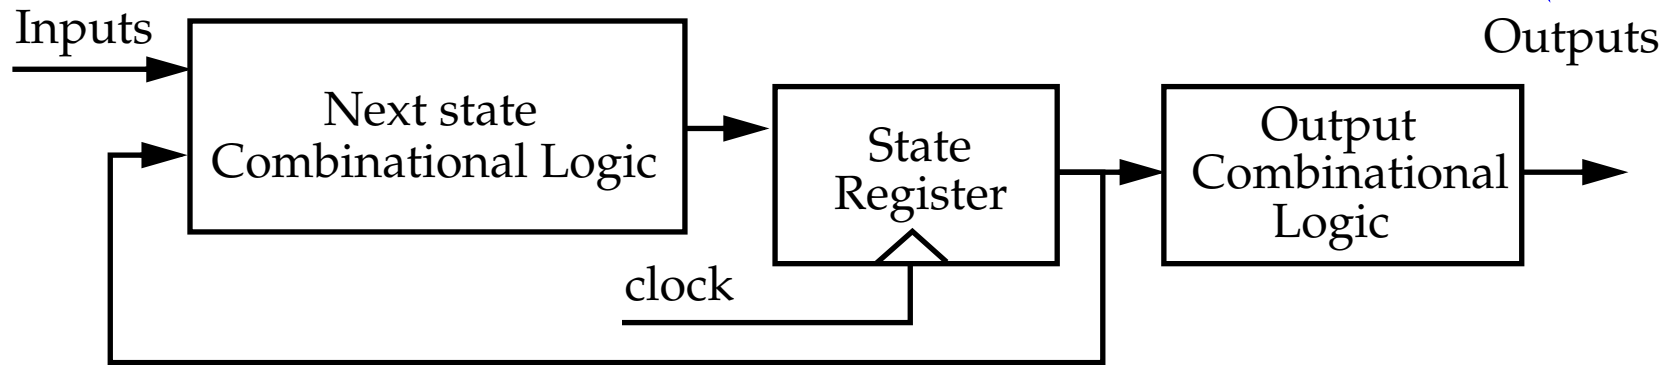 Inputs
Outputs
Next state
Combinational Logic
State
Register
Output
Combinational
Logic
clock